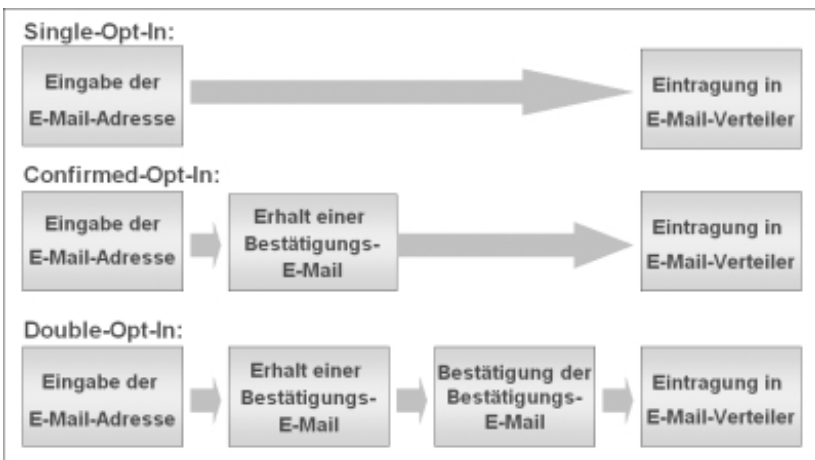 Single-Opt-In:
Eingabe der
E-Mail-Adresse
Eintragung in
E-Mail-Verteiler
Confirmed-Opt-In:
Eingabe der
E-Mail-Adresse
Erhalt einer
Bestätigungs-
E-Mail
Eintragung in
E-Mail-Verteiler
Double-Opt-In:
Eingabe der
E-Mail-Adresse
Erhalt einer
Bestätigungs-
E-Mail
Bestätigung der
Bestätigungs-
E-Mail
Eintragung in
E-Mail-Verteiler